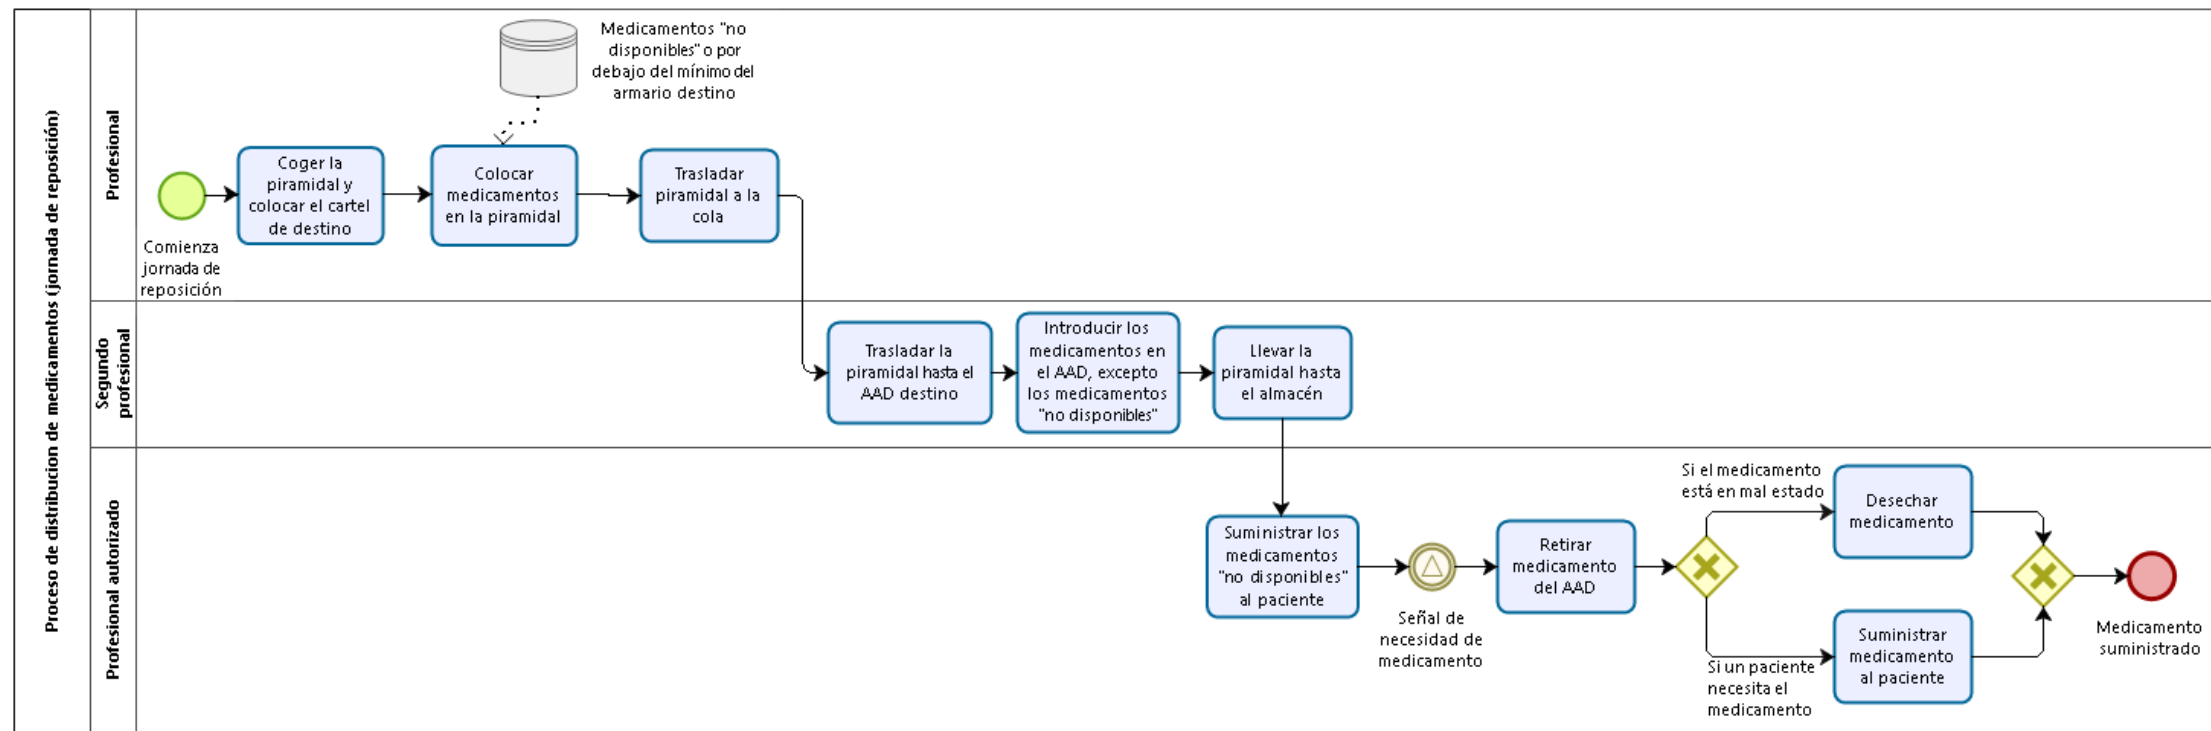 Proceso de distribucion de medicamentos (jornada de reposición)
Profesional
Comienza
jornada de
reposición
Coger la
piramidal y
colocar el cartel
de destino
Medicamentos "no
disponibles" o por
debajo del mínimo del
armario destino
Colocar
medicamentos
en la piramidal
Trasladar
piramidal a la
cola
Segundo
profesional
Trasladar la
piramidal hasta el
AAD destino
Introducir los
medicamentos en
el AAD, excepto
los medicamentos
"no disponibles"
Llevar la
piramidal hasta
el almacén
Profesional autorizado
Suministrar los
medicamentos
"no disponibles"
al paciente
Señal de
necesidad de
medicamento
Retirar
medicamento
del AAD
Si el medicamento
está en mal estado
Desechar
medicamento
Si un paciente
necesita el
medicamento
Suministrar
medicamento
al paciente
Medicamento
suministrado